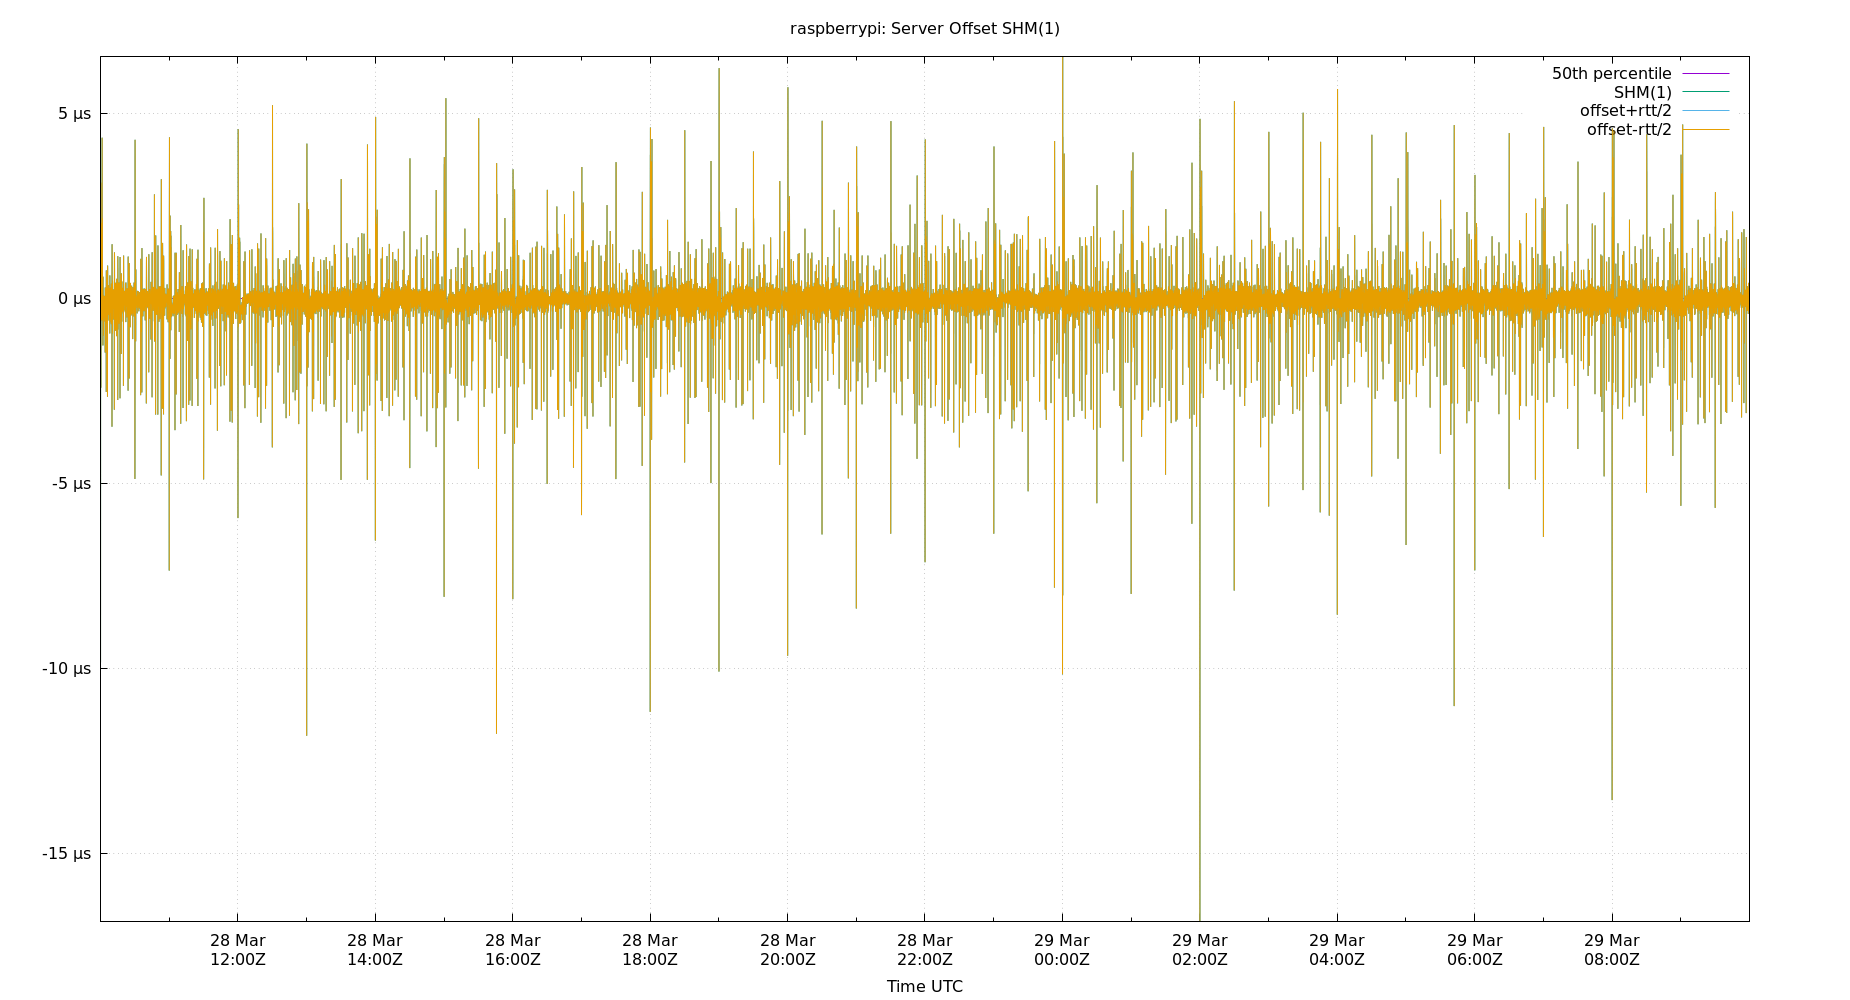 raspberrypi: Server Offset SHM(1)
50th percentile
SHM(1)
offset+rtt/2
offset-rtt/2
5 µs
0 µs
-5 µs
-10 µs
-15 µs
28 Mar 28 Mar 28 Mar 28 Mar 28 Mar 28 Mar 29 Mar 29 Mar 29 Mar 29 Mar 29 Mar
12:00Z 14:00Z 16:00Z 18:00Z 20:00Z 22:00Z 00:00Z 02:00Z 04:00Z 06:00Z 08:00Z
Time UTC